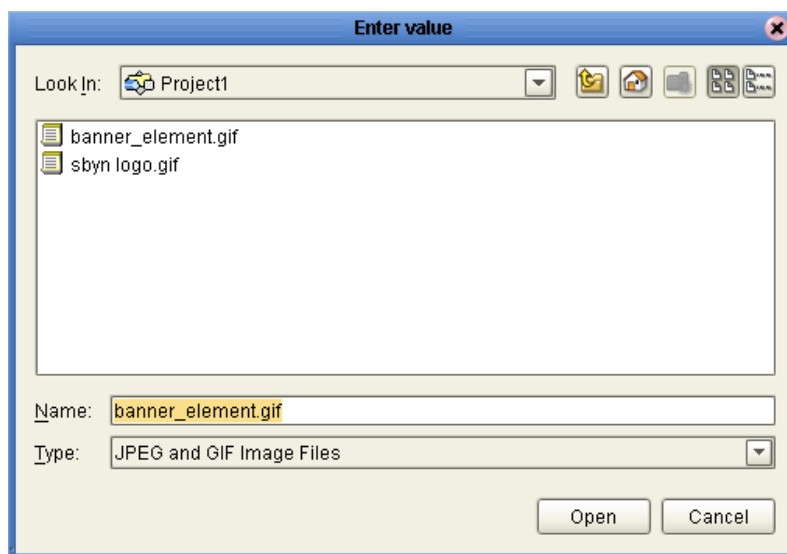 Enter value
Look In: Project1
banner_element.gif
sbyn logo.gif
Name: banner_element.gif
Type: JPEG and GIF Image Files
Open Cancel